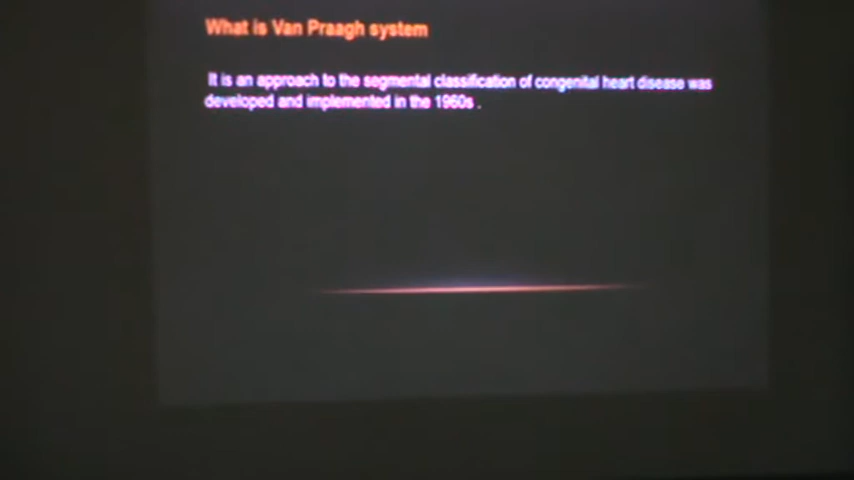 What is Van Praagh system
It is an approach to the segmental classification of congenital heart disease was
developed and implemented in the 1960s .